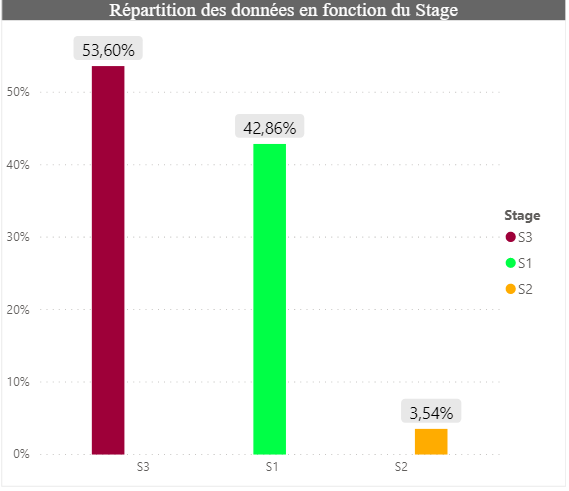 Répartition des données en fonction du Stage
53,60%
50%
42,86%
40%
30%
20%
10%
3,54%
0%
S3
S1
S2
Stage
S3
S1
S2